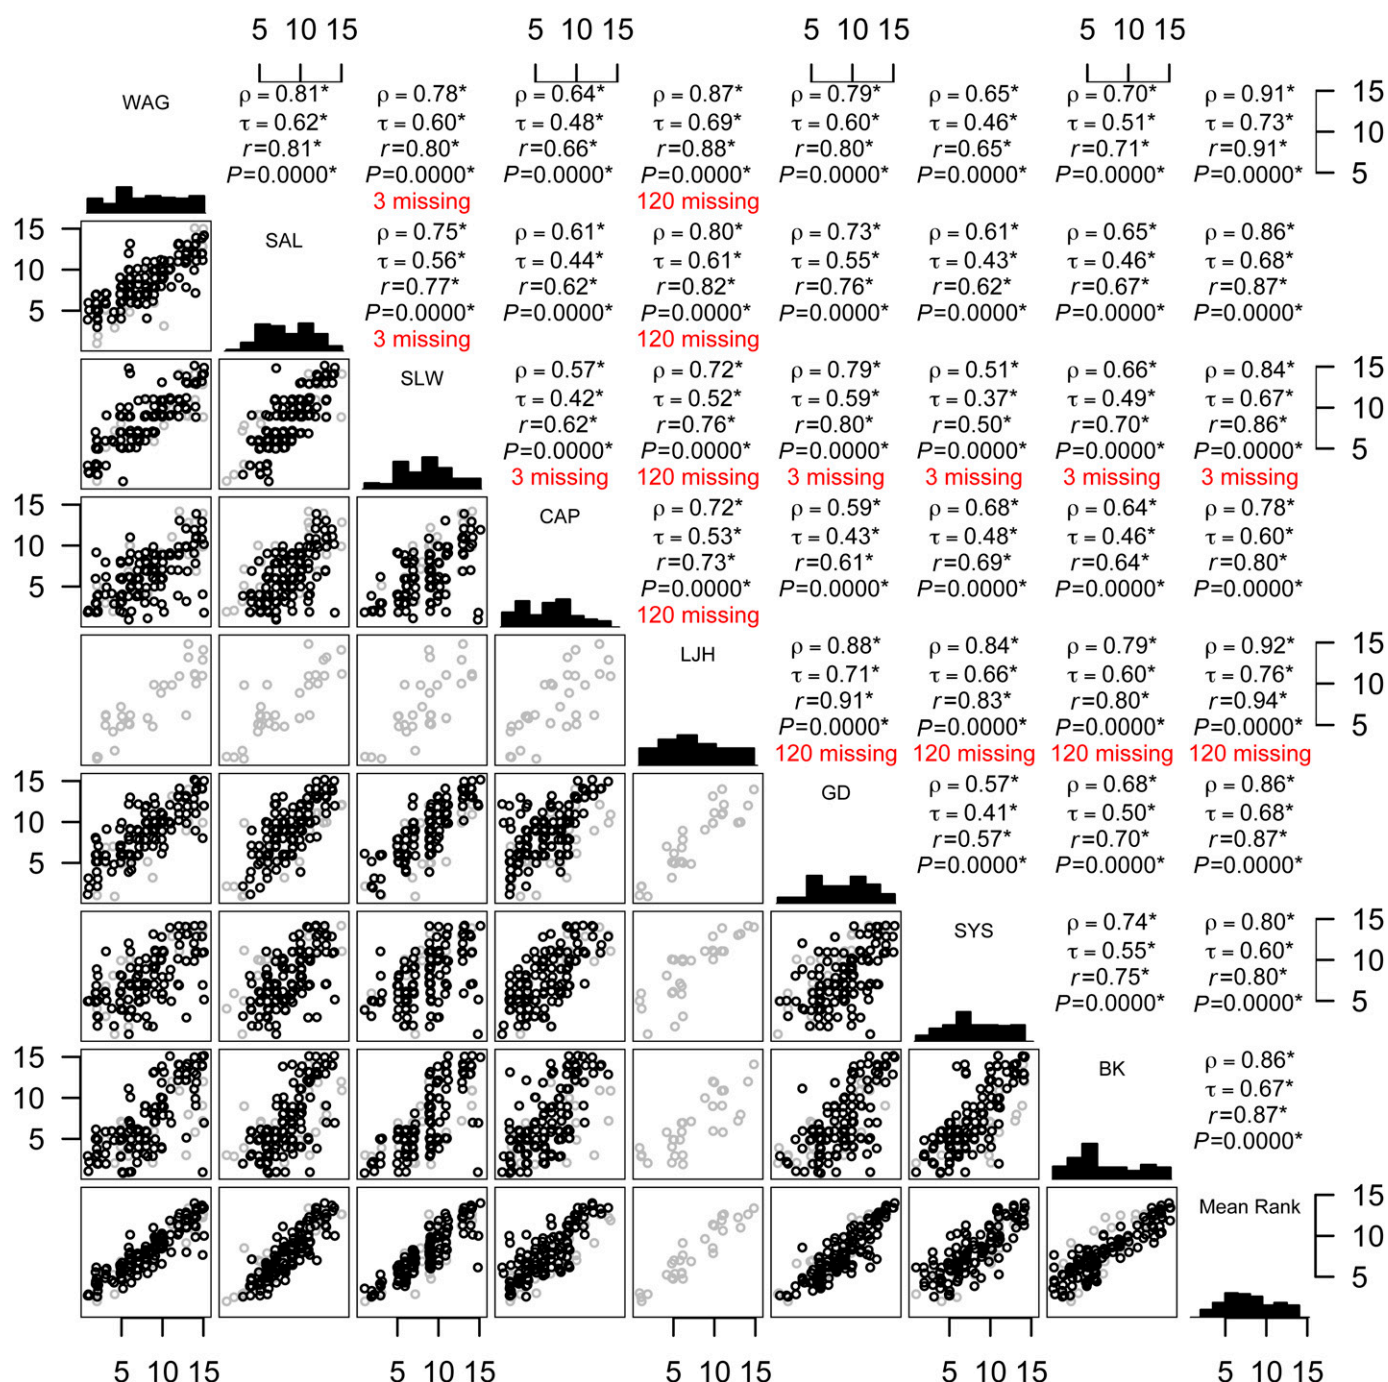 5 10 15 5 10 15 5 10 15 5 10 15
WAG
ρ = 0.81* ρ = 0.78* ρ = 0.64* ρ = 0.87* ρ = 0.79* ρ = 0.65* ρ = 0.70* ρ = 0.91* 15
τ = 0.62* τ = 0.60* τ = 0.48* τ = 0.69* τ = 0.60* τ = 0.46* τ = 0.51* τ = 0.73* 10
r=0.81* r=0.80* r=0.66* r=0.88* r=0.80* r=0.65* r=0.71* r=0.91*
P=0.0000* P=0.0000* P=0.0000* P=0.0000* P=0.0000* P=0.0000* P=0.0000* P=0.0000* 5
3 missing 120 missing
15 SAL ρ = 0.75* ρ = 0.61* ρ = 0.80* ρ = 0.73* ρ = 0.61* ρ = 0.65* ρ = 0.86*
10 τ = 0.56* τ = 0.44* τ = 0.61* τ = 0.55* τ = 0.43* τ = 0.46* τ = 0.68*
r=0.77* r=0.62* r=0.82* r=0.76* r=0.62* r=0.67* r=0.87*
5 P=0.0000* P=0.0000* P=0.0000* P=0.0000* P=0.0000* P=0.0000* P=0.0000*
3 missing 120 missing
SLW ρ = 0.57* ρ = 0.72* ρ = 0.79* ρ = 0.51* ρ = 0.66* ρ = 0.84* 15
τ = 0.42* τ = 0.52* τ = 0.59* τ = 0.37* τ = 0.49* τ = 0.67* 10
r=0.62* r=0.76* r=0.80* r=0.50* r=0.70* r=0.86*
P=0.0000* P=0.0000* P=0.0000* P=0.0000* P=0.0000* P=0.0000* 5
3 missing 120 missing 3 missing 3 missing 3 missing 3 missing
15 CAP ρ = 0.72* ρ = 0.59* ρ = 0.68* ρ = 0.64* ρ = 0.78*
10 τ = 0.53* τ = 0.43* τ = 0.48* τ = 0.46* τ = 0.60*
r=0.73* r=0.61* r=0.69* r=0.64* r=0.80*
5 P=0.0000* P=0.0000* P=0.0000* P=0.0000* P=0.0000*
120 missing
LJH ρ = 0.88* ρ = 0.84* ρ = 0.79* ρ = 0.92* 15
τ = 0.71* τ = 0.66* τ = 0.60* τ = 0.76* 10
r=0.91* r=0.83* r=0.80* r=0.94*
P=0.0000* P=0.0000* P=0.0000* P=0.0000* 5
120 missing 120 missing 120 missing 120 missing
15 GD ρ = 0.57* ρ = 0.68* ρ = 0.86*
10 τ = 0.41* τ = 0.50* τ = 0.68*
r=0.57* r=0.70* r=0.87*
5 P=0.0000* P=0.0000* P=0.0000*
SYS ρ = 0.74* ρ = 0.80* 15
τ = 0.55* τ = 0.60* 10
r=0.75* r=0.80*
P=0.0000* P=0.0000* 5
15 BK ρ = 0.86*
10 τ = 0.67*
r=0.87*
5 P=0.0000*
Mean Rank 15
10
5
5 10 15 5 10 15 5 10 15 5 10 15 5 10 15